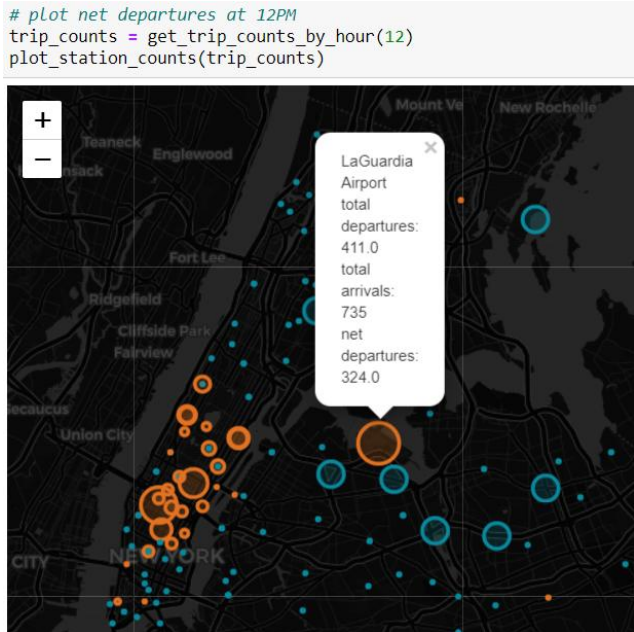 # plot net departures at 12PM
trip_counts = get_trip_counts_by_hour(12)
plot_station_counts(trip_counts)
+
−
Mount Ve
New Rochelle
Teaneck
Englewood
×
LaGuardia
Airport
total
departures:
411.0
total
arrivals:
735
net
departures:
324.0
Fort Lee
Ridgefield
Cliffside Park
Fairview
ecaucus
Union City
CITY
NEW YORK